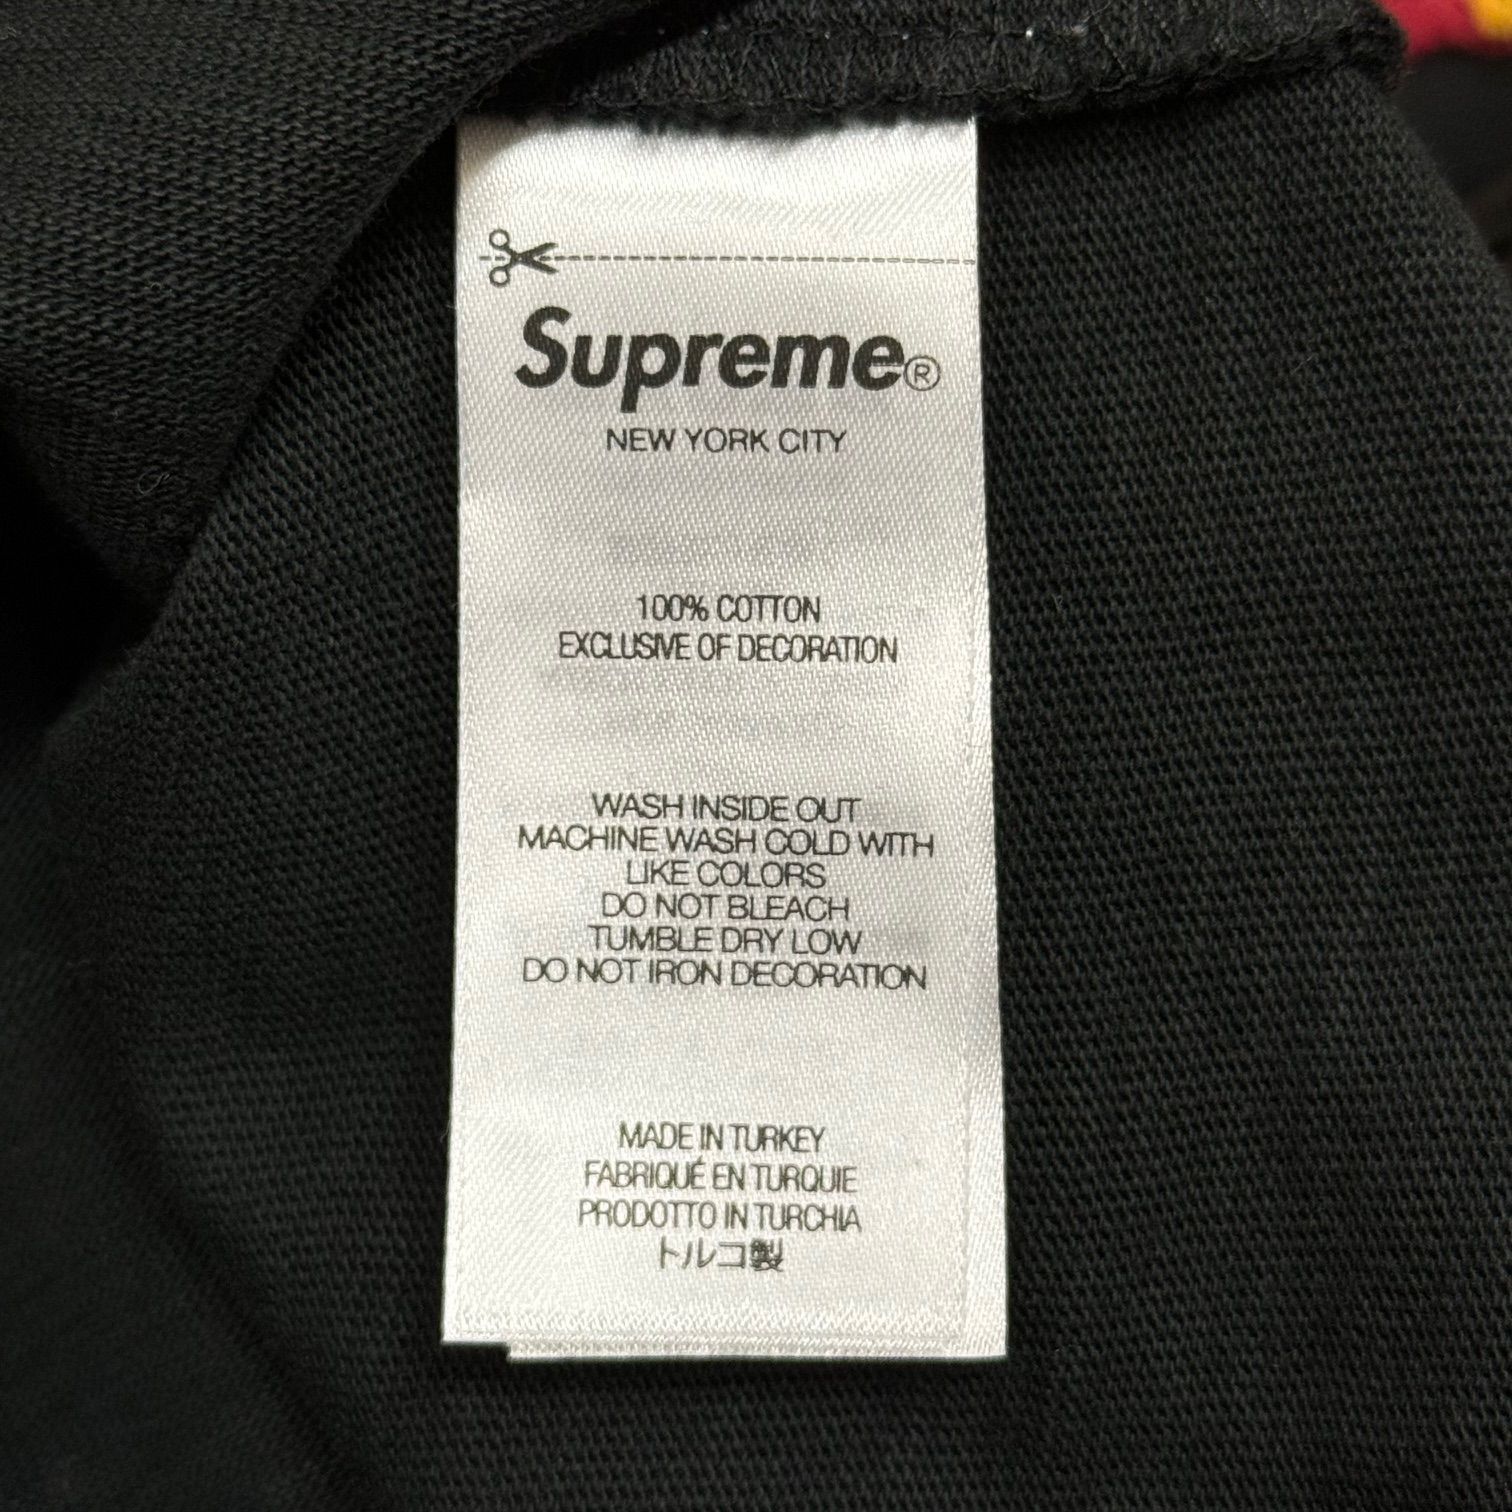 Supreme®
NEW YORK CITY
100% COTTON
EXCLUSIVE OF DECORATION
WASH INSIDE OUT
MACHINE WASH COLD WITH
LIKE COLORS
DO NOT BLEACH
TUMBLE DRY LOW
DO NOT IRON DECORATION
MADE IN TURKEY
FABRIQUÉ EN TURQUIE
PRODOTTO IN TURCHIA
トルコ製